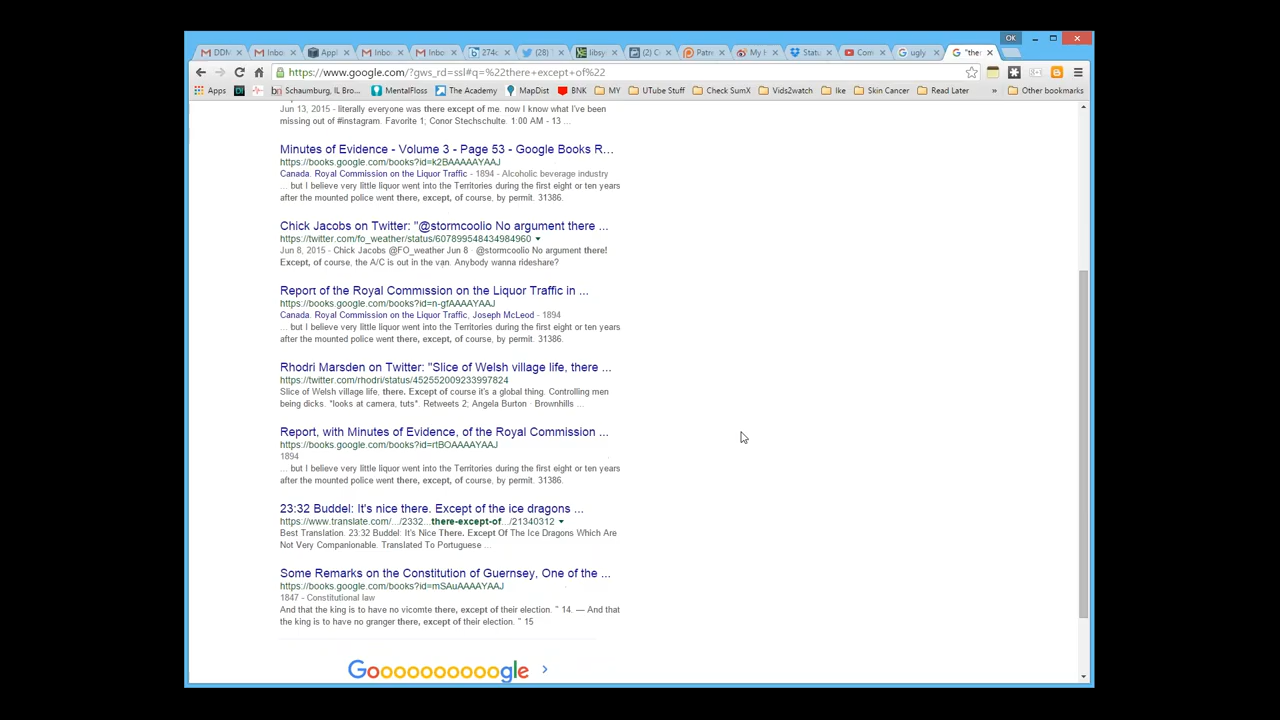 OK
DDM
Inbo
Appl
Inbo
Inbo
274c
(28)
libsy
(2) C
Patre
My H
Statu
Com
ugly
"ther
https://www.google.com/?gws_rd=ssl#q=%22there+except+of%22
Apps
Schaumburg, IL Bro...
MentalFloss
The Academy
MapDist
BNK
MY
UTube Stuff
Check SumX
Vids2watch
Ike
Skin Cancer
Read Later
»
Other bookmarks
Jun 13, 2015 - literally everyone was there except of me. now I know what I've been
missing out of #instagram. Favorite 1; Conor Stechschulte. 1:00 AM - 13 ...
Minutes of Evidence - Volume 3 - Page 53 - Google Books R...
https://books.google.com/books?id=k2BAAAAAYAAJ
Canada. Royal Commission on the Liquor Traffic - 1894 - Alcoholic beverage industry
... but I believe very little liquor went into the Territories during the first eight or ten years
after the mounted police went there, except, of course, by permit. 31386.
Chick Jacobs on Twitter: "@stormcoolio No argument there ...
https://twitter.com/fo_weather/status/607899548434984960
Jun 8, 2015 - Chick Jacobs @FO_weather Jun 8 · @stormcoolio No argument there!
Except, of course, the A/C is out in the van. Anybody wanna rideshare?
Report of the Royal Commission on the Liquor Traffic in ...
https://books.google.com/books?id=n-gfAAAAYAAJ
Canada. Royal Commission on the Liquor Traffic, Joseph McLeod - 1894
... but I believe very little liquor went into the Territories during the first eight or ten years
after the mounted police went there, except, of course, by permit. 31386.
Rhodri Marsden on Twitter: "Slice of Welsh village life, there ...
https://twitter.com/rhodri/status/452552009233997824
Slice of Welsh village life, there. Except of course it's a global thing. Controlling men
being dicks. *looks at camera, tuts*. Retweets 2; Angela Burton · Brownhills ...
Report, with Minutes of Evidence, of the Royal Commission ...
https://books.google.com/books?id=rtBOAAAAYAAJ
1894
... but I believe very little liquor went into the Territories during the first eight or ten years
after the mounted police went there, except, of course, by permit. 31386.
23:32 Buddel: It's nice there. Except of the ice dragons ...
https://www.translate.com/.../2332...there-except-of.../21340312
Best Translation. 23:32 Buddel: It's Nice There. Except Of The Ice Dragons Which Are
Not Very Companionable. Translated To Portuguese ...
Some Remarks on the Constitution of Guernsey, One of the ...
https://books.google.com/books?id=mSAuAAAAYAAJ
1847 - Constitutional law
And that the king is to have no vicomte there, except of their election. " 14. — And that
the king is to have no granger there, except of their election. " 15
Goooooooooogle